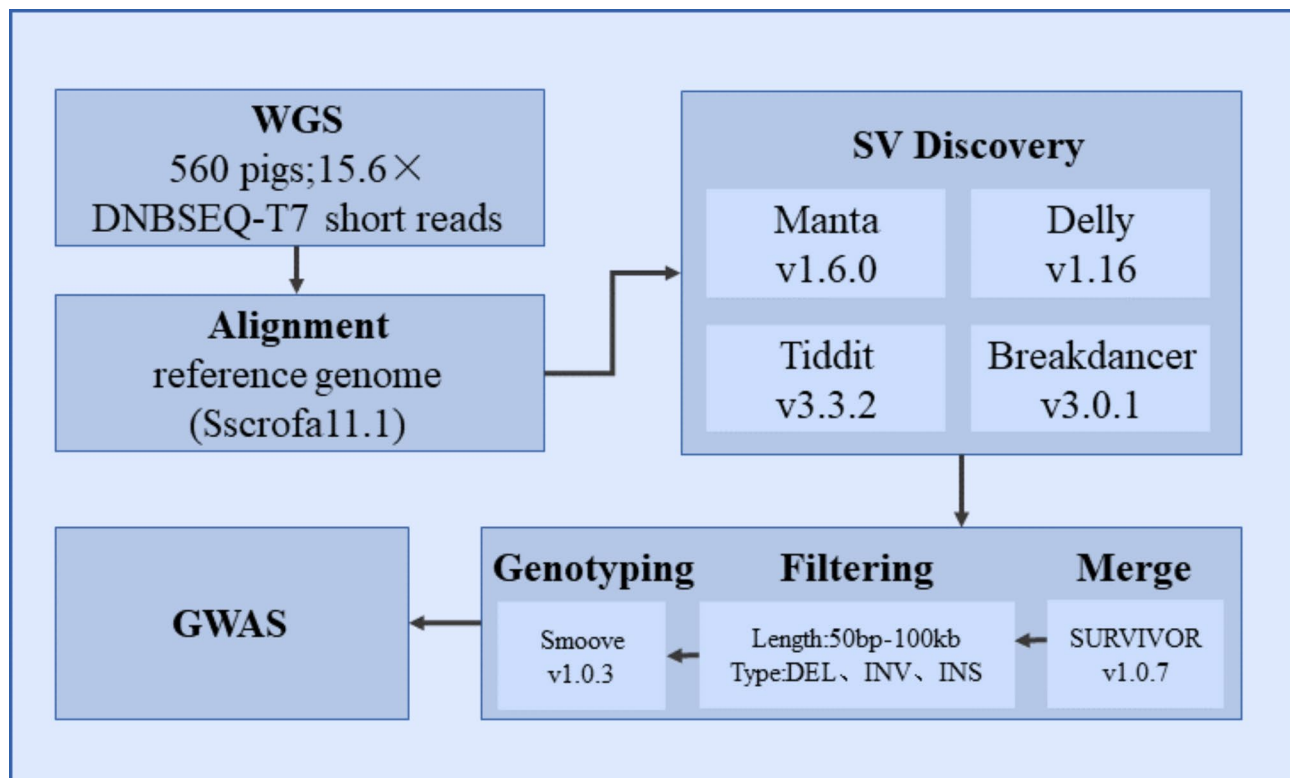 WGS
560 pigs;15.6×
DNBSEQ-T7 short reads
Alignment
reference genome
(Sscrofa11.1)
SV Discovery
Manta
v1.6.0
Delly
v1.16
Tiddit
v3.3.2
Breakdancer
v3.0.1
Genotyping
Smoove
v1.0.3
Filtering
Length:50bp-100kb
Type:DEL、INV、INS
Merge
SURVIVOR
v1.0.7
GWAS